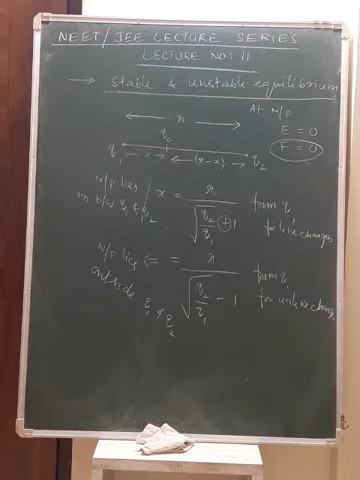 NEET/JEE LECTURE SERIES
LECTURE NO: 11
→ Stable & unstable equilibrium
At N/p
r
E = 0
q₀
F = 0
q₁ ← x → ← (r-x) → q₂
N/p lies in b/w q₁ & q₂
x = r / (√(q₂/q₁) + 1) from q₁ for like charges
N/p lies outside q₁ & q₂
= r / (√(q₂/q₁) - 1) from q₁ for unlike charges